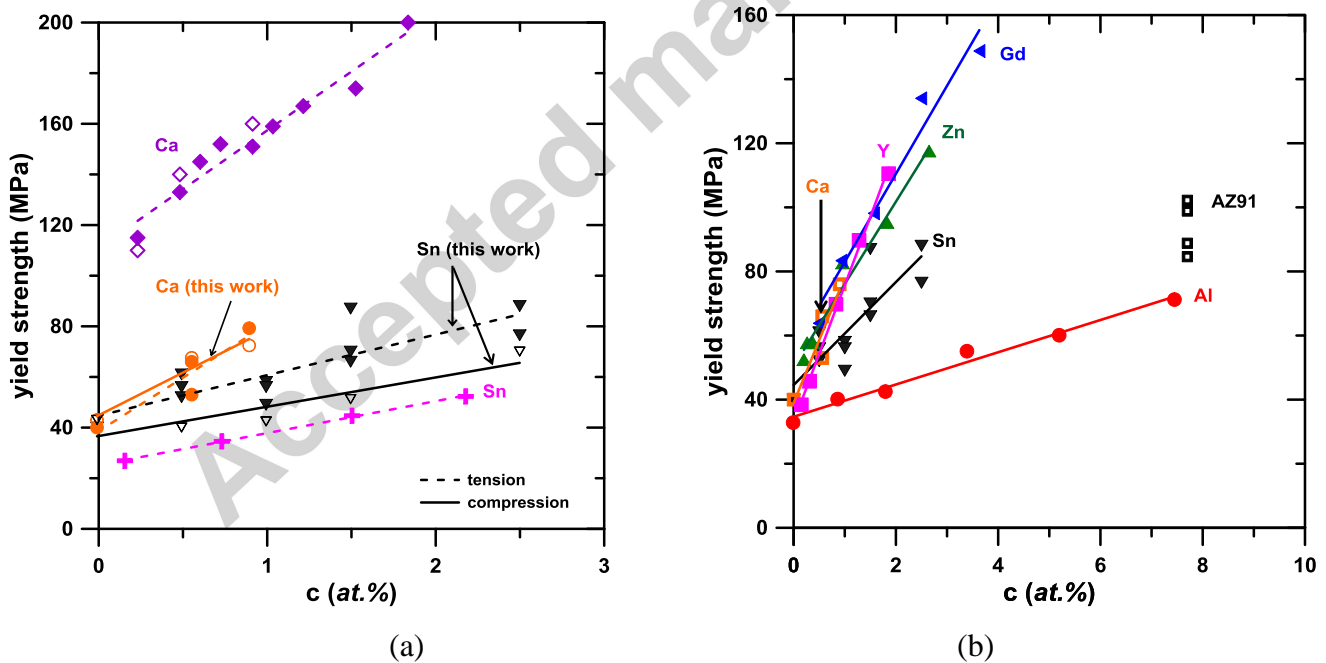 200
160
120
80
40
0
yield strength (MPa)
Ca
Sn (this work)
Ca (this work)
Sn
tension
compression
0
1
2
3
c (at.%)
(a)
160
120
80
40
0
yield strength (MPa)
Gd
Zn
Y
Ca
AZ91
Sn
Al
0
2
4
6
8
10
c (at.%)
(b)
Accepted ma